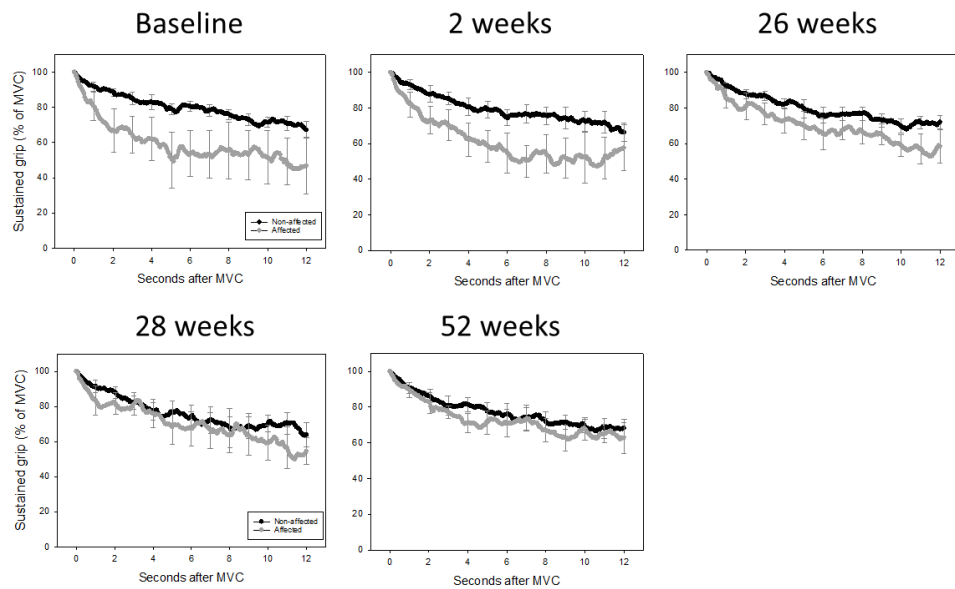 Baseline
2 weeks
26 weeks
Sustained grip (% of MVC)
100
80
60
40
20
0
Non-affected
Affected
0 2 4 6 8 10 12
Seconds after MVC
100
80
60
40
20
0
0 2 4 6 8 10 12
Seconds after MVC
100
80
60
40
20
0
0 2 4 6 8 10 12
Seconds after MVC
28 weeks
52 weeks
Sustained grip (% of MVC)
100
80
60
40
20
0
Non-affected
Affected
0 2 4 6 8 10 12
Seconds after MVC
100
80
60
40
20
0
0 2 4 6 8 10 12
Seconds after MVC